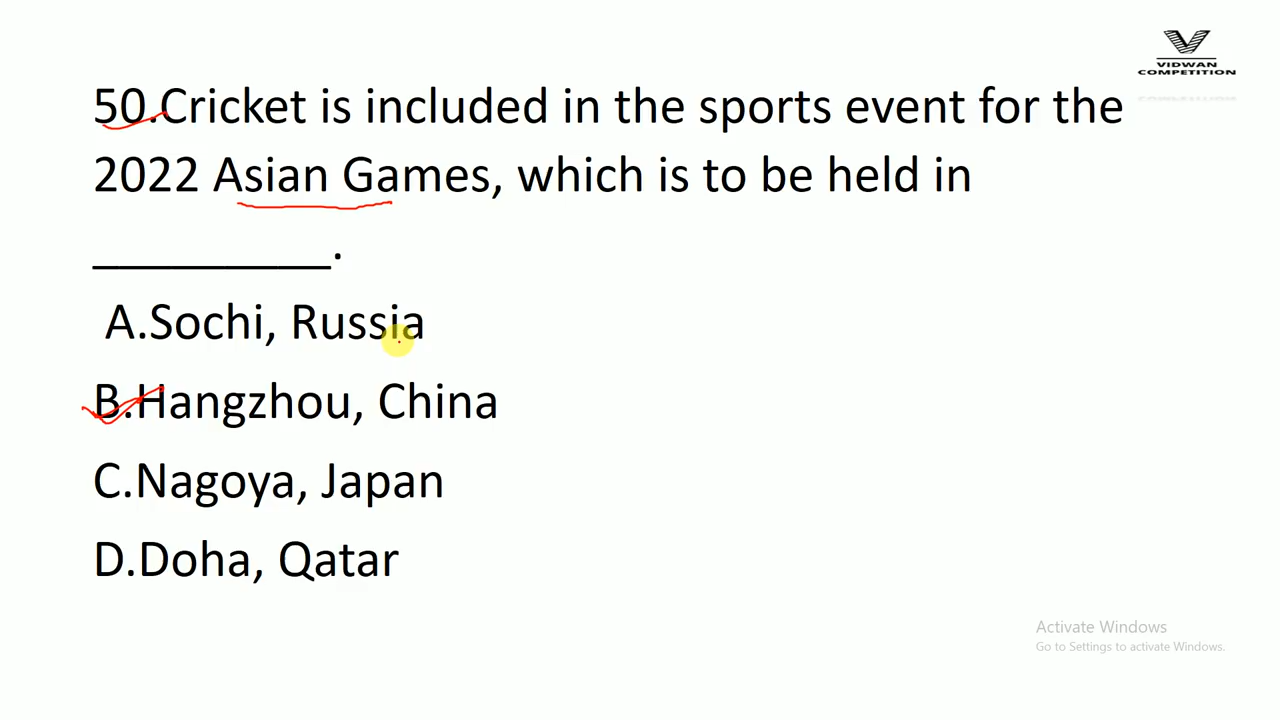 VIDWAN
COMPETITION
50.Cricket is included in the sports event for the
2022 Asian Games, which is to be held in
_________.
A.Sochi, Russia
B.Hangzhou, China
C.Nagoya, Japan
D.Doha, Qatar
Activate Windows
Go to Settings to activate Windows.